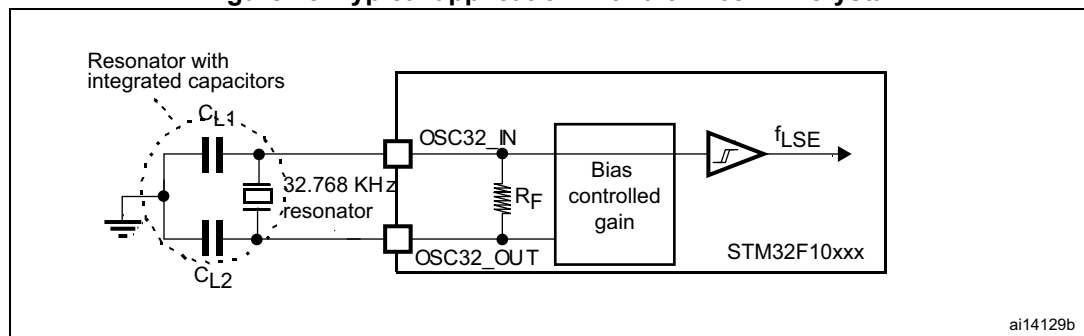 Resonator with
integrated capacitors
CL1
OSC32_IN
fLSE
Bias
controlled
gain
32.768 KHz
resonator
RF
STM32F10xxx
OSC32_OUT
CL2
ai14129b